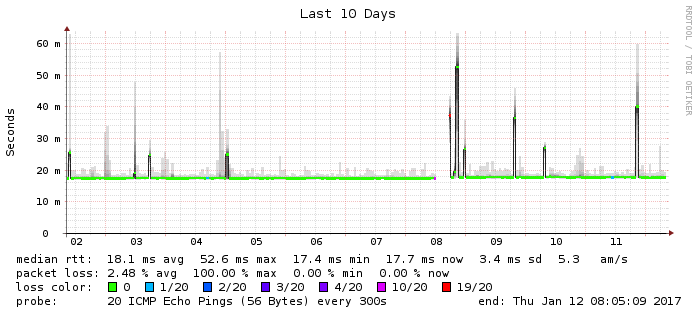 Last 10 Days
RRDTOOL / TOBI OETIKER
Seconds
60 m
50 m
40 m
30 m
20 m
10 m
0
02 03 04 05 06 07 08 09 10 11
median rtt: 18.1 ms avg 52.6 ms max 17.4 ms min 17.7 ms now 3.4 ms sd 5.3 am/s
packet loss: 2.48 % avg 100.00 % max 0.00 % min 0.00 % now
loss color: 0 1/20 2/20 3/20 4/20 10/20 19/20
probe: 20 ICMP Echo Pings (56 Bytes) every 300s end: Thu Jan 12 08:05:09 2017